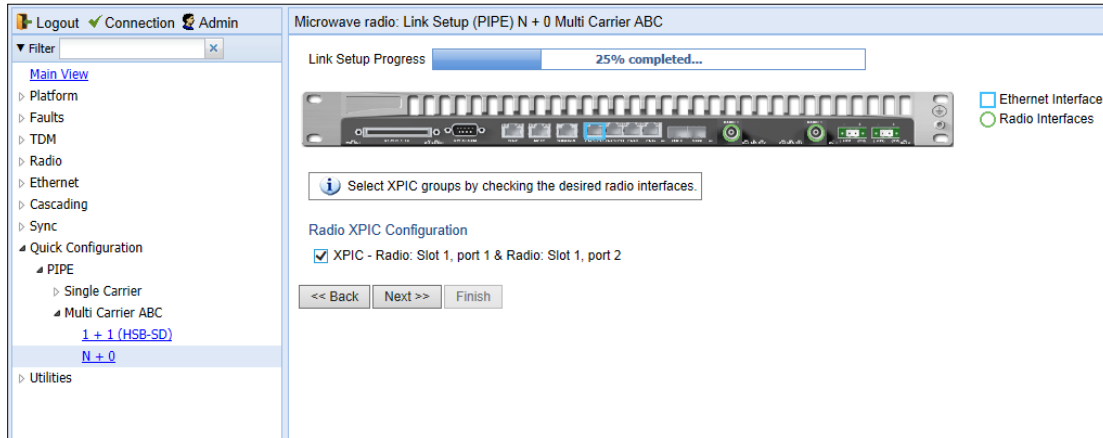 Logout Connection Admin
Filter
Main View
Platform
Faults
TDM
Radio
Ethernet
Cascading
Sync
Quick Configuration
PIPE
Single Carrier
Multi Carrier ABC
1 + 1 (HSB-SD)
N + 0
Utilities
Microwave radio: Link Setup (PIPE) N + 0 Multi Carrier ABC
Link Setup Progress 25% completed...
Ethernet Interface
Radio Interfaces
Select XPIC groups by checking the desired radio interfaces.
Radio XPIC Configuration
XPIC - Radio: Slot 1, port 1 & Radio: Slot 1, port 2
<< Back Next >> Finish